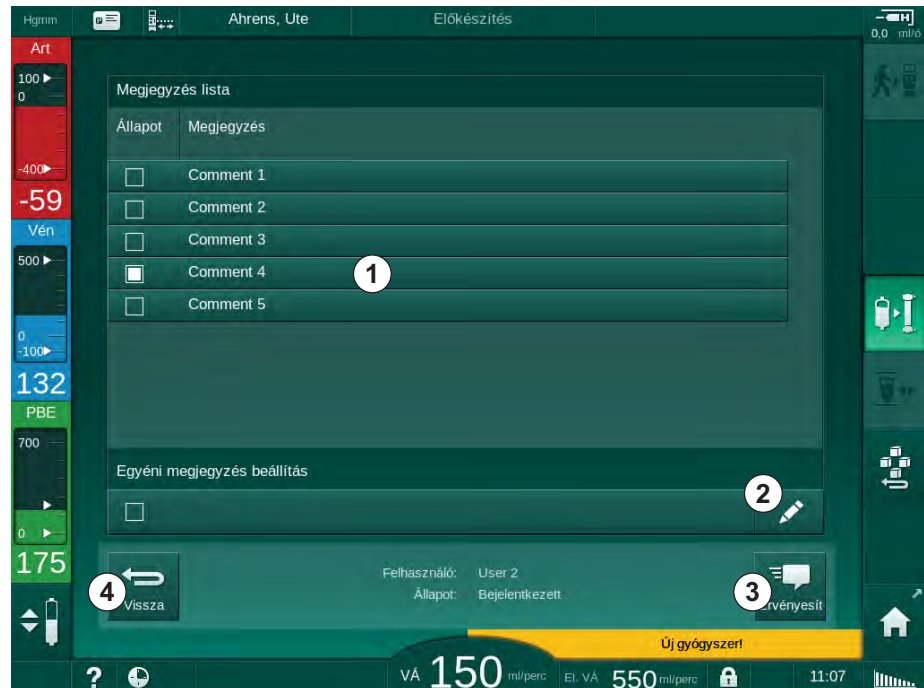 Hgmm
Ahrens, Ute
Előkészítés
0,0 ml/ó
Art
100
0
-400
-59
Vén
500
0
-100
132
PBE
700
0
175
Megjegyzés lista
Állapot Megjegyzés
Comment 1
Comment 2
Comment 3
Comment 4
1
Comment 5
Egyéni megjegyzés beállítás
2
4
Vissza
Felhasználó: User 2
Állapot: Bejelentkezett
3
Érvényesít
Új gyógyszer!
?
VÁ 150 ml/perc
El. VÁ 550 ml/perc
11:07